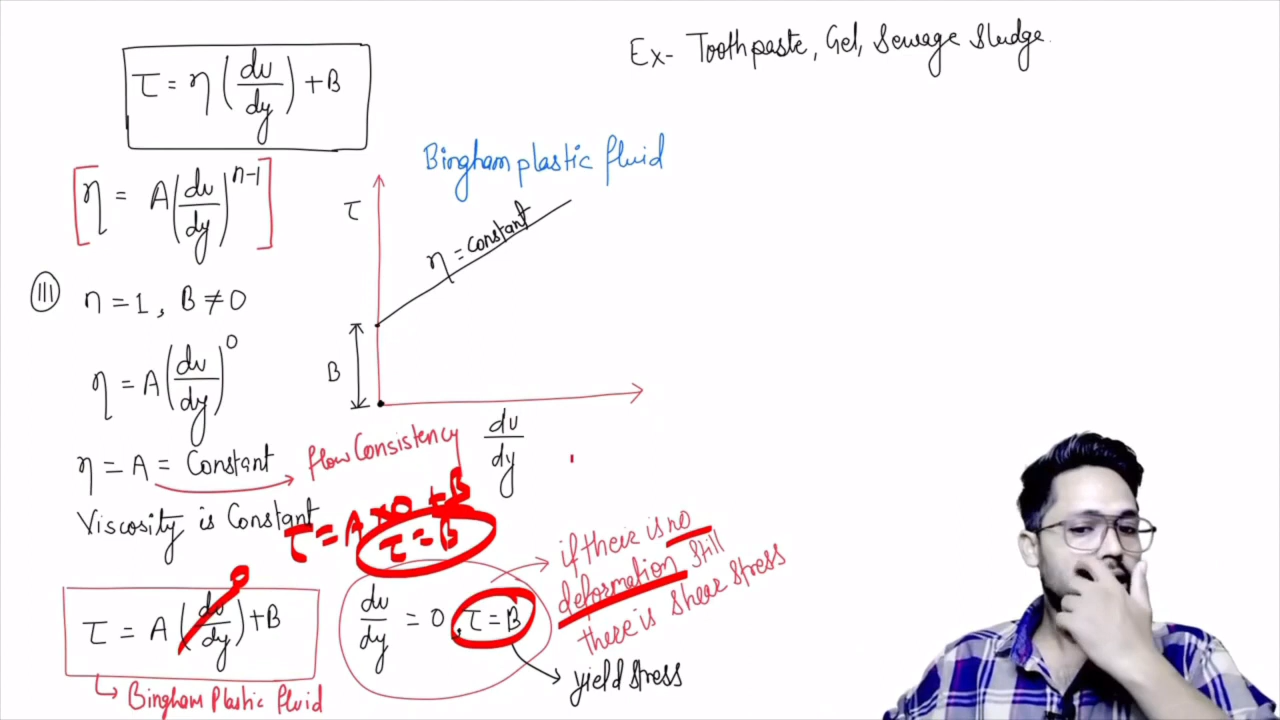 Ex- Toothpaste, Gel, Sewage Sludge.
τ = η (du/dy) + B
[η = A(du/dy)^n-1]
III n = 1, B ≠ 0
η = A(du/dy)^0
η = A = Constant → flow Consistency
Viscosity is Constant
τ = A(du/dy) + B
0
↳ Bingham Plastic fluid
Bingham plastic fluid
τ
η = constant
B
du/dy
τ = A × 0 + B
τ = B
du/dy = 0, τ = B
→ if there is no
deformation still
there is shear stress
→ yield stress